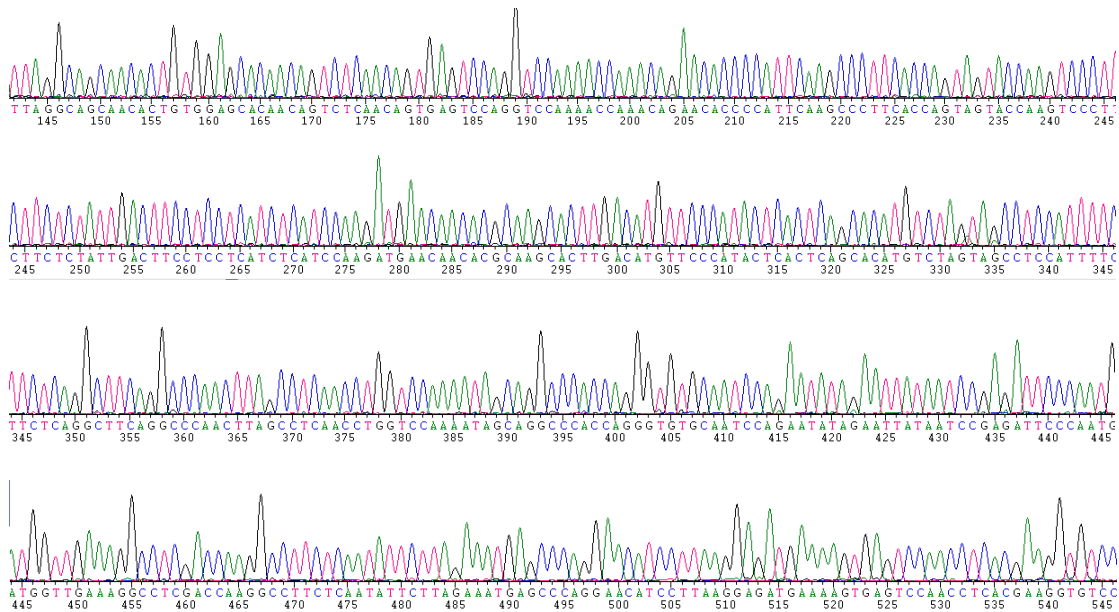 TTAGGCAGCAACACTGTGGAGCACAACAGTCTCAACAGTGAGTCCAGGTCCAAAACCAAACAGAACACCCCATTCAAGCCCTTCACCAGTAGTACCAAGTCCCTT
145 150 155 160 165 170 175 180 185 190 195 200 205 210 215 220 225 230 235 240 245
CTTCTCTATTGACTTCCTCCTCATCTCATCCAAGATGAACAACACGCAAGCACTTGACATGTTCCCATACTCACTCAGCACATGTCTAGTAGCCTCCATTTTC
245 250 255 260 265 270 275 280 285 290 295 300 305 310 315 320 325 330 335 340 345
TTCTCAGGCTTCAGGCCCAACTTAGCCTCAACCTGGTCCAAAATAGCAGGCCCACCAGGGTGTGCAATCCAGAATATAGAATTATAATCCGAGATTCCCAATG
345 350 355 360 365 370 375 380 385 390 395 400 405 410 415 420 425 430 435 440 445
ATGGTTGAAAGGCCTCGACCAAGGCCTTCTCAATATTCTTAGAAATGAGCCCAGGAACATCCTTAAGGAGATGAAAAGTGAGTCCAACCTCACGAAGGTGTCC
445 450 455 460 465 470 475 480 485 490 495 500 505 510 515 520 525 530 535 540 545